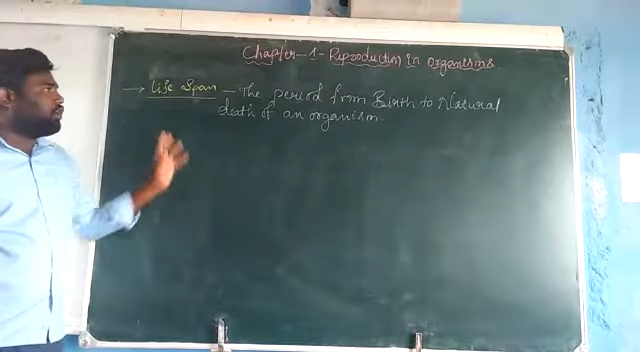 Chapter-1-Reproduction in organisms.
→ Life Span – The period from Birth to Natural
death of an organism.